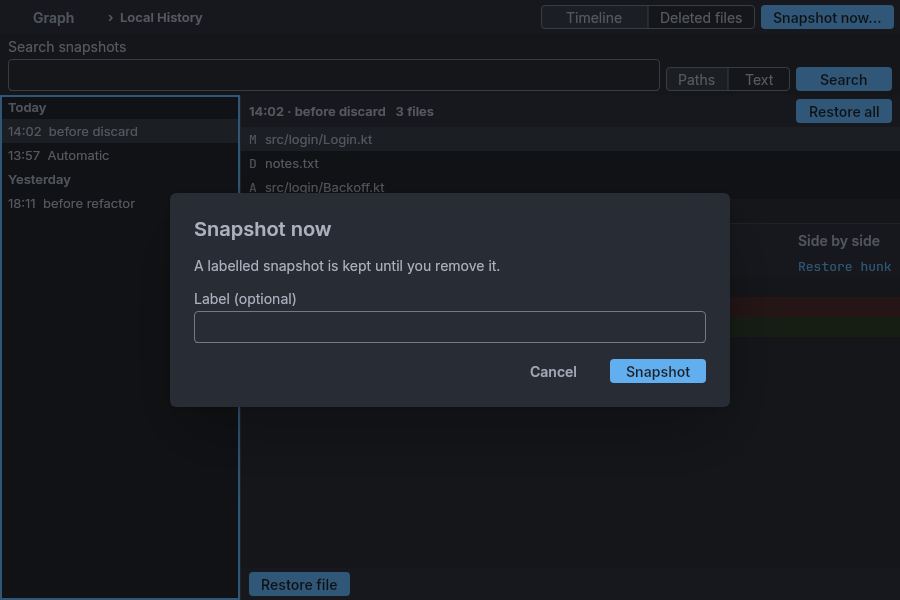 Graph › Local History Timeline Deleted files Snapshot now...
Search snapshots
Paths Text Search
Today
14:02 before discard
13:57 Automatic
Yesterday
18:11 before refactor
14:02 · before discard 3 files Restore all
M src/login/Login.kt
D notes.txt
A src/login/Backoff.kt
Side by side
Restore hunk
Snapshot now
A labelled snapshot is kept until you remove it.
Label (optional)
Cancel Snapshot
Restore file